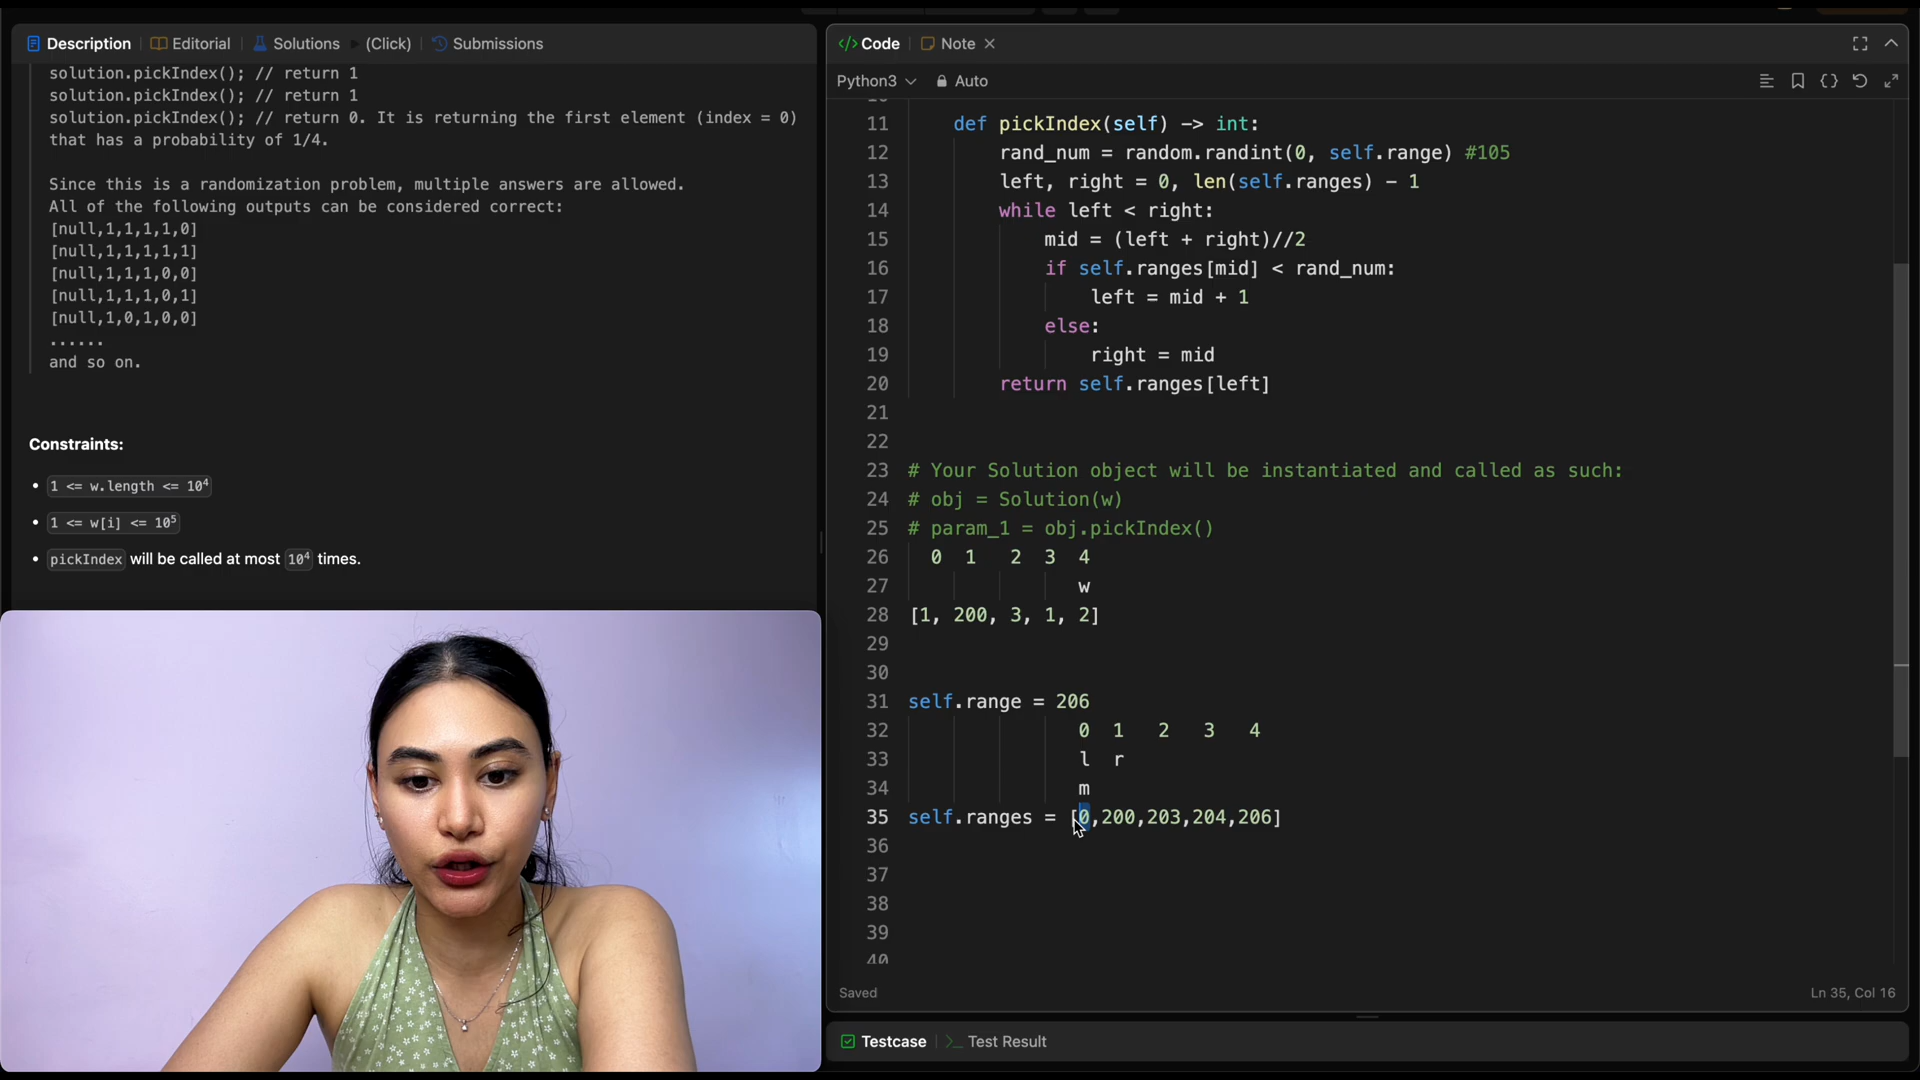 Description
Editorial
Solutions
(Click)
Submissions
solution.pickIndex(); // return 1
solution.pickIndex(); // return 1
solution.pickIndex(); // return 0. It is returning the first element (index = 0)
that has a probability of 1/4.
Since this is a randomization problem, multiple answers are allowed.
All of the following outputs can be considered correct:
[null,1,1,1,1,0]
[null,1,1,1,1,1]
[null,1,1,1,0,0]
[null,1,1,1,0,1]
[null,1,0,1,0,0]
......
and so on.
Constraints:
• 1 <= w.length <= 10⁴
• 1 <= w[i] <= 10⁵
• pickIndex will be called at most 10⁴ times.
</> Code
Note
Python3
Auto
11 def pickIndex(self) -> int:
12 rand_num = random.randint(0, self.range) #105
13 left, right = 0, len(self.ranges) - 1
14 while left < right:
15 mid = (left + right)//2
16 if self.ranges[mid] < rand_num:
17 left = mid + 1
18 else:
19 right = mid
20 return self.ranges[left]
21
22
23 # Your Solution object will be instantiated and called as such:
24 # obj = Solution(w)
25 # param_1 = obj.pickIndex()
26 0 1 2 3 4
27 w
28 [1, 200, 3, 1, 2]
29
30
31 self.range = 206
32 0 1 2 3 4
33 l r
34 m
35 self.ranges = [0,200,203,204,206]
36
37
38
39
40
Saved
Ln 35, Col 16
Testcase
Test Result